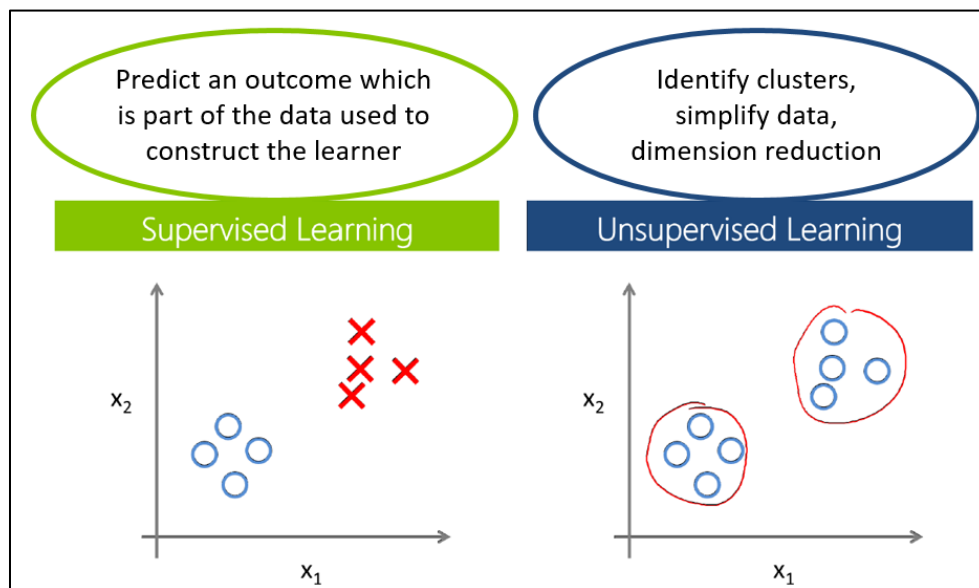 Predict an outcome which
is part of the data used to
construct the learner
Supervised Learning
x₂
x₁
Identify clusters,
simplify data,
dimension reduction
Unsupervised Learning
x₂
x₁